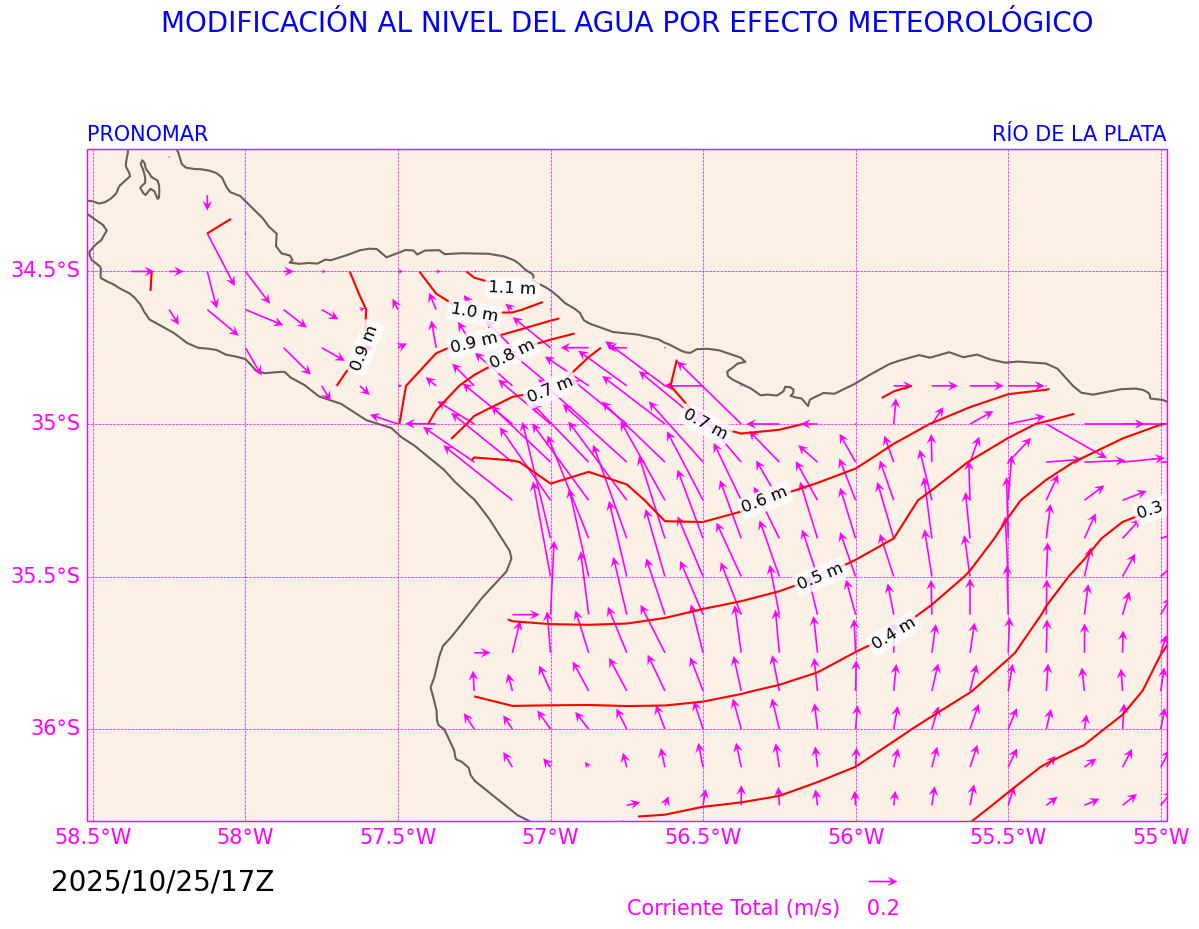 MODIFICACIÓN AL NIVEL DEL AGUA POR EFECTO METEOROLÓGICO
PRONOMAR
RÍO DE LA PLATA
34.5°S
35°S
35.5°S
36°S
1.1 m
1.0 m
0.9 m
0.9 m
0.8 m
0.7 m
0.7 m
0.6 m
0.3
0.5 m
0.4 m
58.5°W
58°W
57.5°W
57°W
56.5°W
56°W
55.5°W
55°W
2025/10/25/17Z
Corriente Total (m/s)
0.2